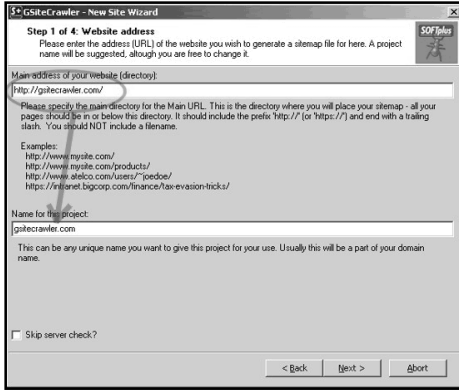 GSiteCrawler - New Site Wizard
Step 1 of 4: Website address
Please enter the address (URL) of the website you wish to generate a sitemap file for here. A project
name will be suggested, altough you are free to change it.
SOFTplus
Main address of your website (directory):
http://gsitecrawler.com/
Please specify the main directory for the Main URL. This is the directory where you will place your sitemap - all your
pages should be in or below this directory. It should include the prefix 'http://' (or 'https://') and end with a trailing
slash. You should NOT include a filename.
Examples:
http://www.mysite.com/
http://www.mysite.com/products/
http://www.atelco.com/users/~joedoe/
https://intranet.bigcorp.com/finance/tax-evasion-tricks/
Name for this project:
gsitecrawler.com
This can be any unique name you want to give this project for your use. Usually this will be a part of your domain
name.
Skip server check?
< Back
Next >
Abort